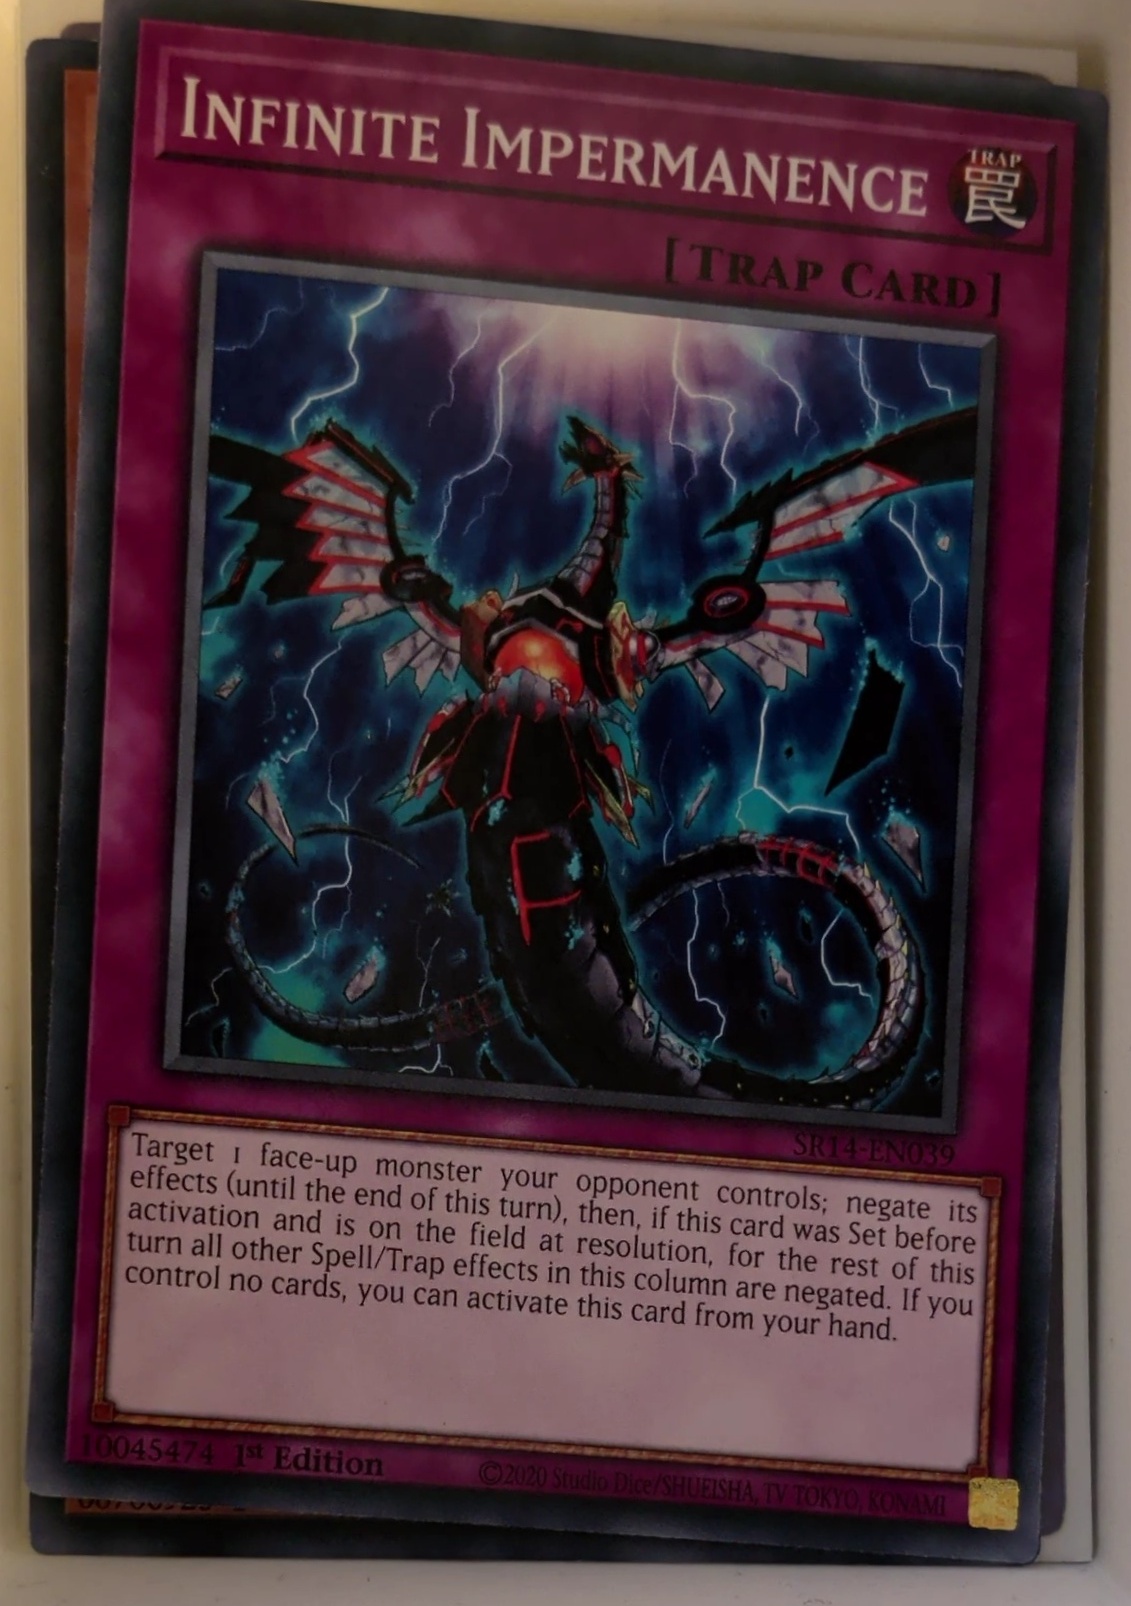 INFINITE IMPERMANENCE
TRAP
罠
[TRAP CARD]
SR14-EN039
Target 1 face-up monster your opponent controls; negate its
effects (until the end of this turn), then, if this card was Set before
activation and is on the field at resolution, for the rest of this
turn all other Spell/Trap effects in this column are negated. If you
control no cards, you can activate this card from your hand.
10045474 1st Edition
©2020 Studio Dice/SHUEISHA, TV TOKYO, KONAMI